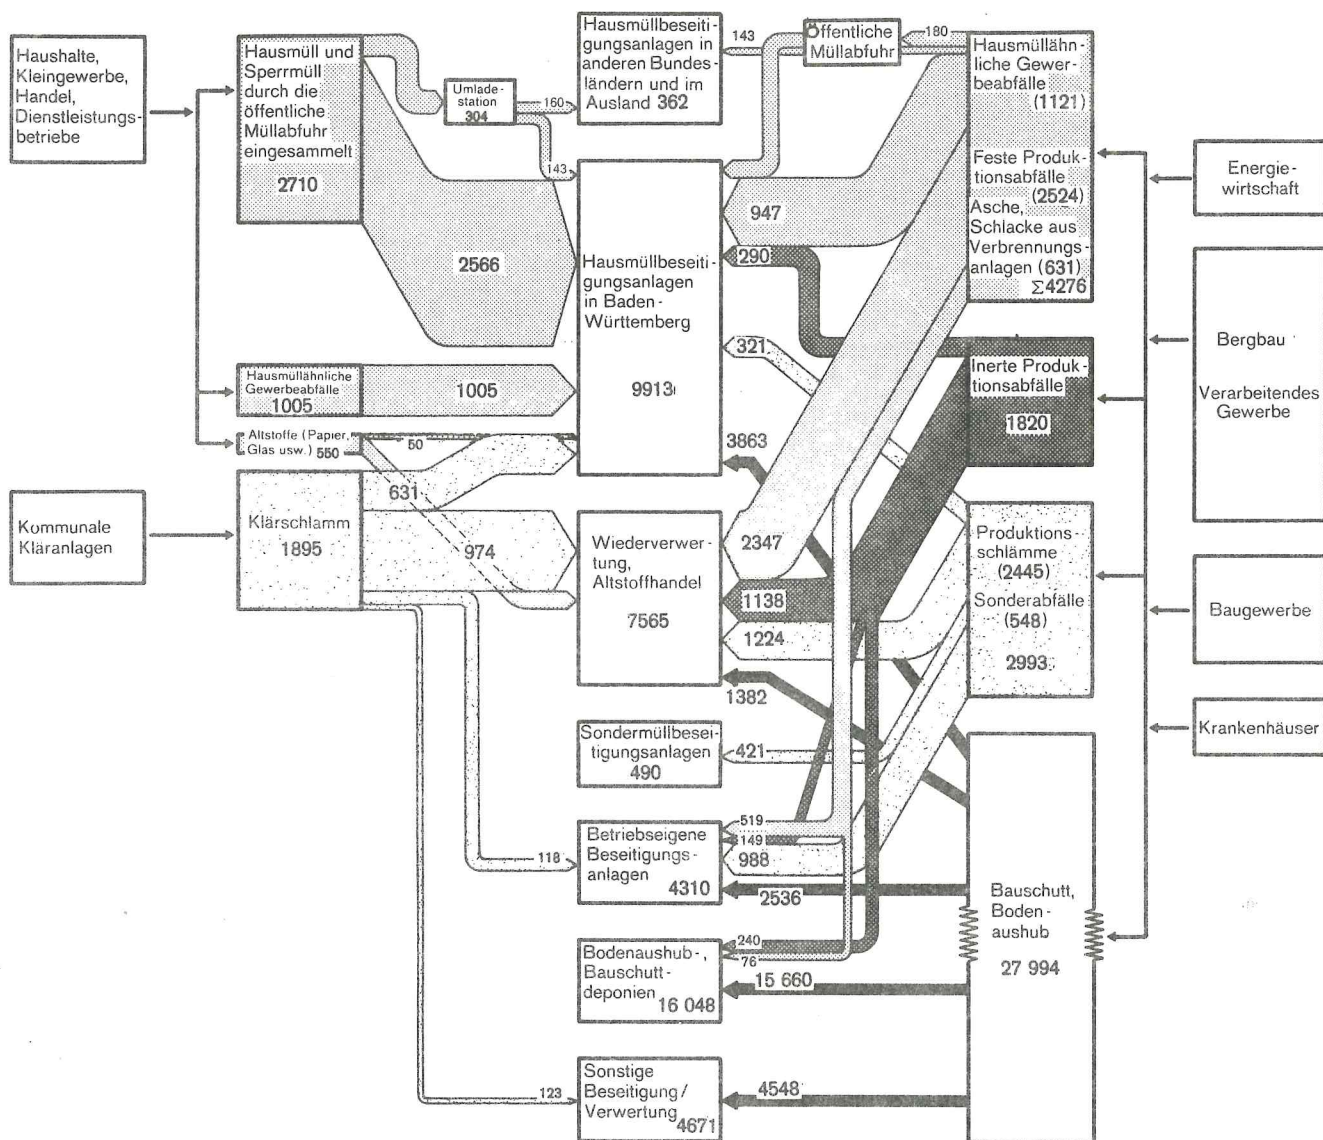 Haushalte,
Kleingewerbe,
Handel,
Dienstleistungs-
betriebe
Kommunale
Kläranlagen
Hausmüll und
Sperrmüll
durch die
öffentliche
Müllabfuhr
eingesammelt
2710
Hausmüllähnliche
Gewerbeabfälle
1005
Altstoffe (Papier,
Glas usw.) 550
Klärschlamm
1895
Umlade-
station
304
160
143
2566
1005
50
631
974
118
123
Hausmüllbeseiti-
gungsanlagen in
anderen Bundes-
ländern und im
Ausland 362
Hausmüllbeseiti-
gungsanlagen
in Baden-
Württemberg
9913
Wiederverwer-
tung,
Altstoffhandel
7565
Sondermüllbesei-
tigungsanlagen
490
Betriebseigene
Beseitigungs-
anlagen
4310
Bodenaushub-,
Bauschutt-
deponien
16 048
Sonstige
Beseitigung/
Verwertung
4671
143
Öffentliche
Müllabfuhr
180
947
290
321
3863
2347
1138
1224
1382
421
519
149
988
2536
240
76
15 660
4548
Hausmüllähn-
liche Gewer-
beabfälle
(1121)
Feste Produk-
tionsabfälle
(2524)
Asche,
Schlacke aus
Verbrennungs-
anlagen (631)
Σ4276
Inerte Produk-
tionsabfälle
1820
Produktions-
schlämme
(2445)
Sonderabfälle
(548)
2993
Bauschutt,
Boden-
aushub
27 994
Energie-
wirtschaft
Bergbau
Verarbeitendes
Gewerbe
Baugewerbe
Krankenhäuser